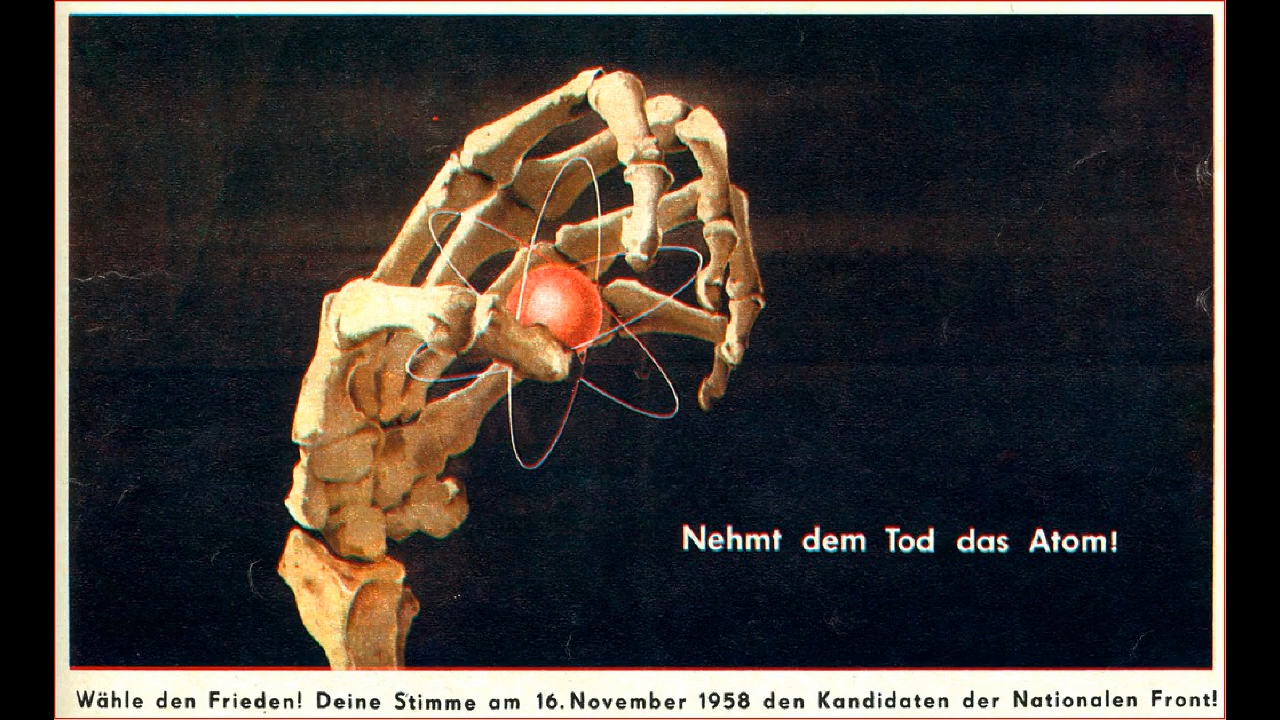 Nehmt dem Tod das Atom!
Wähle den Frieden! Deine Stimme am 16. November 1958 den Kandidaten der Nationalen Front!